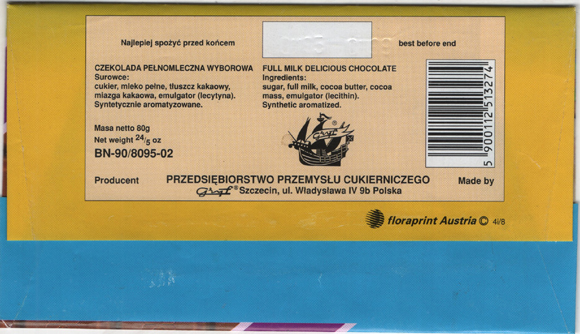 Najlepiej spożyć przed końcem
best before end
CZEKOLADA PEŁNOMLECZNA WYBOROWA
Surowce:
cukier, mleko pełne, tłuszcz kakaowy,
miazga kakaowa, emulgator (lecytyna).
Syntetycznie aromatyzowane.
FULL MILK DELICIOUS CHOCOLATE
Ingredients:
sugar, full milk, cocoa butter, cocoa
mass, emulgator (lecithin).
Synthetic aromatized.
Masa netto 80g
Net weight 24/5 oz
BN-90/8095-02
5 900112 513274
Producent
PRZEDSIĘBIORSTWO PRZEMYSŁU CUKIERNICZEGO
Made by
Gryf ® Szczecin, ul. Władysława IV 9b Polska
floraprint Austria © 4i/8